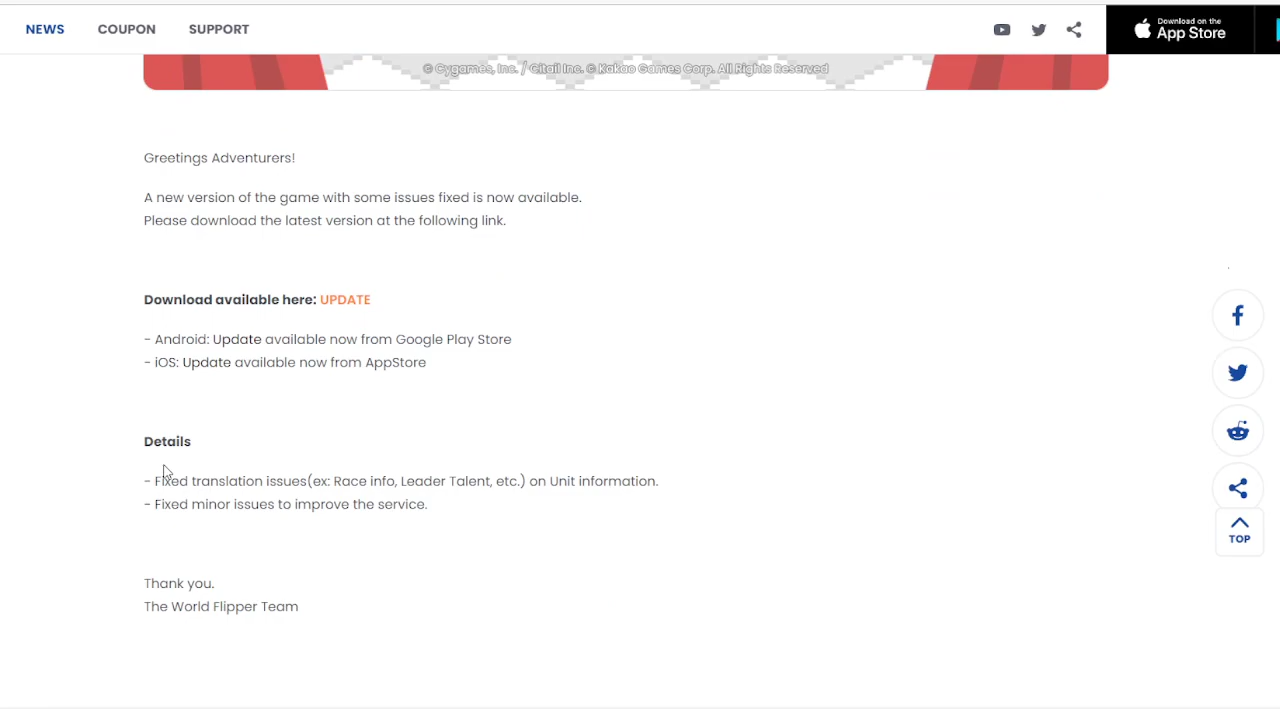 NEWS COUPON SUPPORT
Download on the
App Store
© Cygames, Inc. / Citail Inc. © Kakao Games Corp. All Rights Reserved
Greetings Adventurers!
A new version of the game with some issues fixed is now available.
Please download the latest version at the following link.
Download available here: UPDATE
- Android: Update available now from Google Play Store
- iOS: Update available now from AppStore
Details
- Fixed translation issues(ex: Race info, Leader Talent, etc.) on Unit information.
- Fixed minor issues to improve the service.
TOP
Thank you.
The World Flipper Team